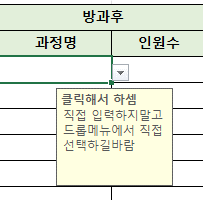 방과후
과정명 인원수
클릭해서 하셈
직접 입력하지말고
드롭메뉴에서 직접
선택하길바람